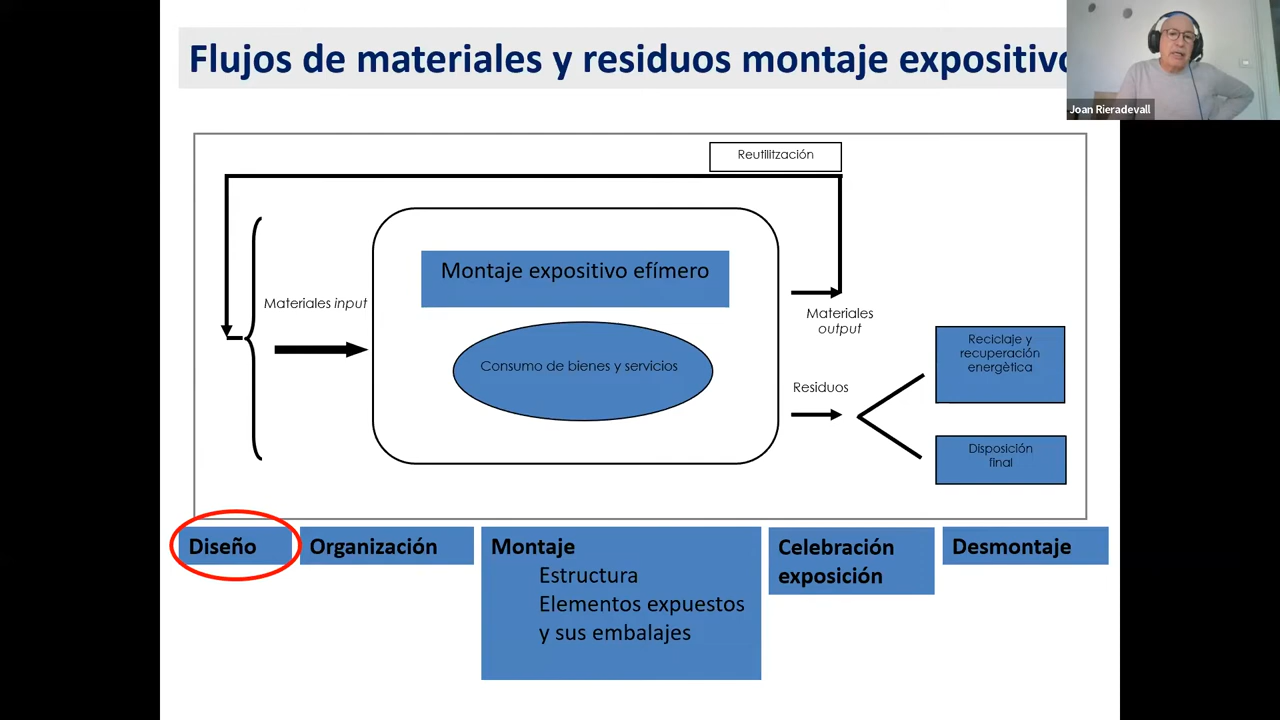 Flujos de materiales y residuos montaje expositivo
Joan Rieradevall
Reutilitzación
Montaje expositivo efímero
Materiales input
Consumo de bienes y servicios
Materiales
output
Residuos
Reciclaje y
recuperación
energètica
Disposición
final
Diseño
Organización
Montaje
Estructura
Elementos expuestos
y sus embalajes
Celebración
exposición
Desmontaje